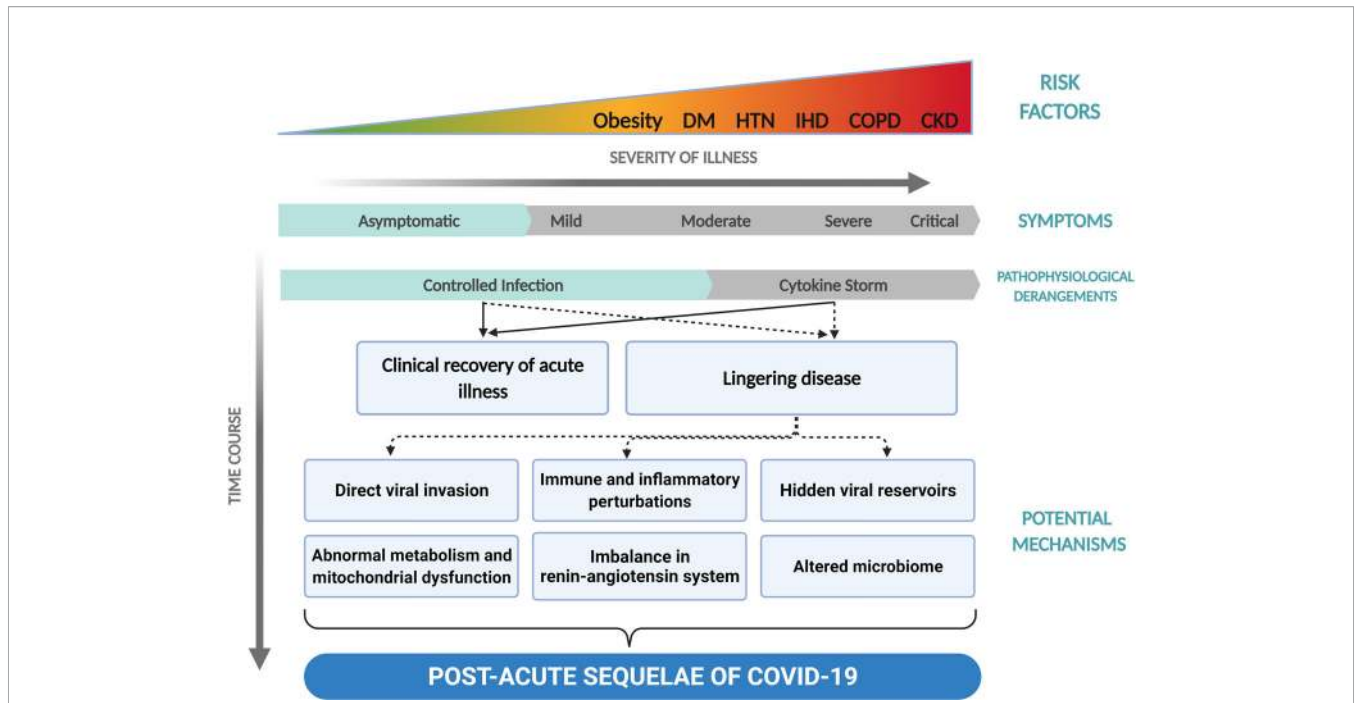 RISK
FACTORS
Obesity DM HTN IHD COPD CKD
SEVERITY OF ILLNESS
Asymptomatic Mild Moderate Severe Critical
SYMPTOMS
Controlled Infection Cytokine Storm
PATHOPHYSIOLOGICAL
DERANGEMENTS
Clinical recovery of acute
illness
Lingering disease
TIME COURSE
Direct viral invasion
Immune and inflammatory
perturbations
Hidden viral reservoirs
Abnormal metabolism and
mitochondrial dysfunction
Imbalance in
renin-angiotensin system
Altered microbiome
POTENTIAL
MECHANISMS
POST-ACUTE SEQUELAE OF COVID-19